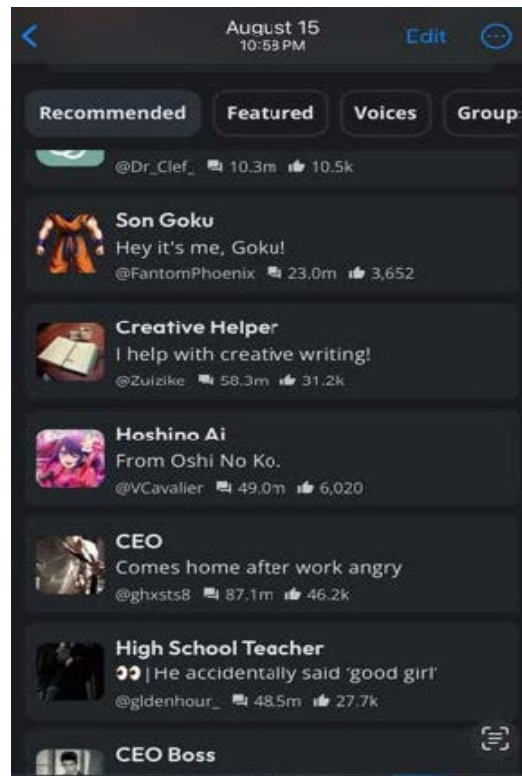 August 15
10:58 PM
Edit
Recommended
Featured
Voices
Group
@Dr_Clef_ 10.3m 10.5k
Son Goku
Hey it's me, Goku!
@FantomPhoenix 23.0m 3,652
Creative Helper
I help with creative writing!
@Zuizike 58.3m 31.2k
Hoshino Ai
From Oshi No Ko.
@VCavalier 49.0m 6,020
CEO
Comes home after work angry
@ghxsts8 87.1m 46.2k
High School Teacher
👀|He accidentally said 'good girl'
@gldenhour_ 48.5m 27.7k
CEO Boss